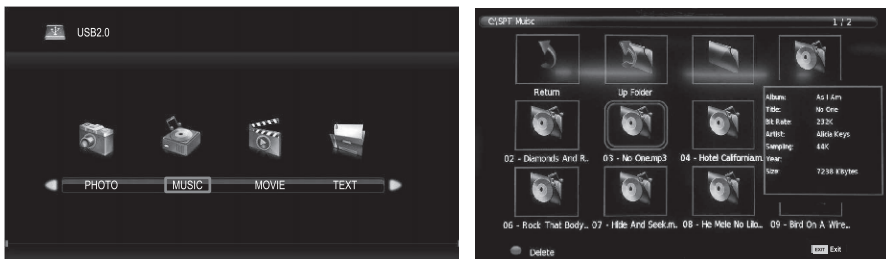 USB2.0
PHOTO MUSIC MOVIE TEXT
C:\SPT Music 1 / 2
Return Up Folder
Album: As I Am
Title: No One
Bit Rate: 232K
Artist: Alicia Keys
Sampling: 44K
Year:
Size: 7238 KBytes
02 - Diamonds And R.. 03 - No One.mp3 04 - Hotel California.m.
06 - Rock That Body... 07 - Hide And Seek.m.. 08 - He Mele No Lilo... 09 - Bird On A Wire...
Delete EXIT Exit